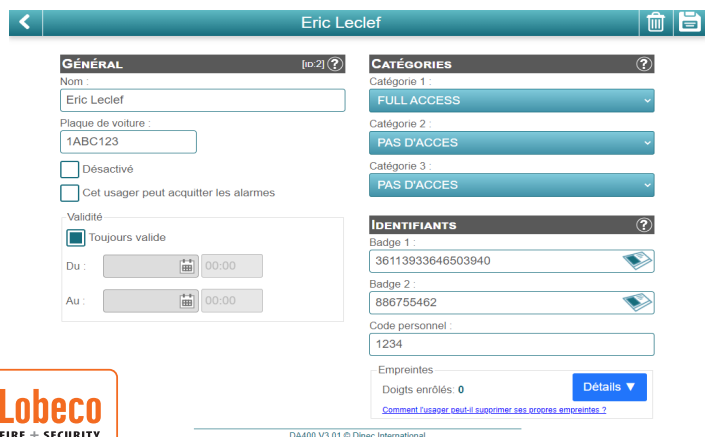 Eric Leclef
GÉNÉRAL [ID:2] ?
Nom :
Eric Leclef
Plaque de voiture :
1ABC123
Désactivé
Cet usager peut acquitter les alarmes
Validité
Toujours valide
Du : 00:00
Au : 00:00
CATÉGORIES ?
Catégorie 1 :
FULL ACCESS
Catégorie 2 :
PAS D'ACCES
Catégorie 3 :
PAS D'ACCES
IDENTIFIANTS ?
Badge 1 :
36113933646503940
Badge 2 :
886755462
Code personnel :
1234
Empreintes
Doigts enrôlés: 0
Détails ▼
Comment l'usager peut-il supprimer ses propres empreintes ?
Lobeco
FIRE + SECURITY
DA400 V3.01 © Dinec International